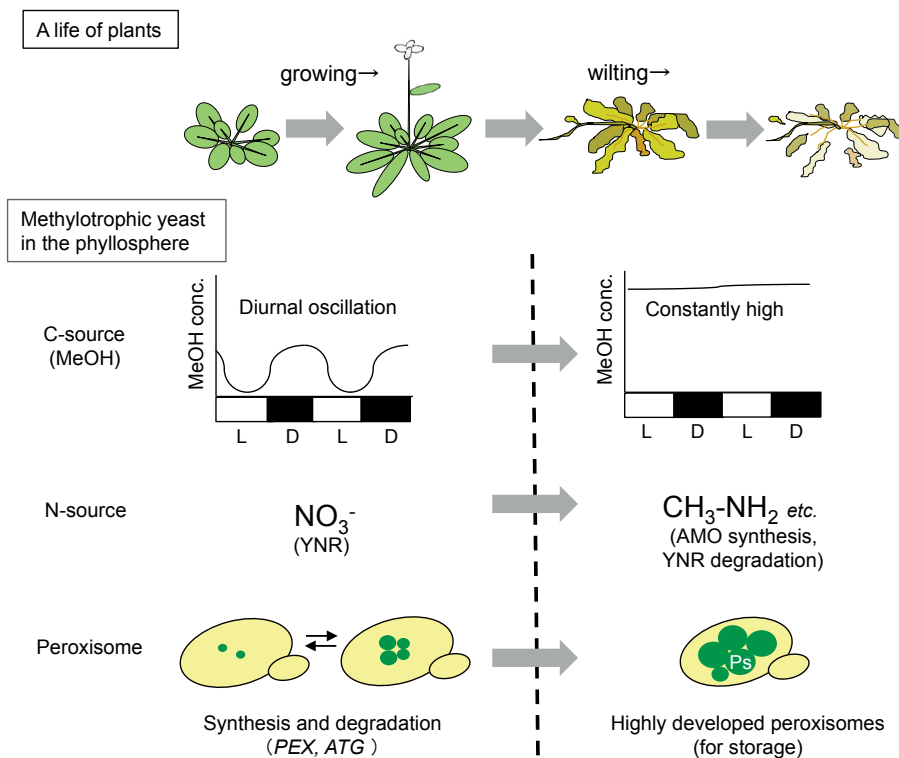 A life of plants
growing→
wilting→
Methylotrophic yeast
in the phyllosphere
C-source
(MeOH)
MeOH conc.
Diurnal oscillation
L D L D
MeOH conc.
Constantly high
L D L D
N-source
NO₃⁻
(YNR)
CH₃-NH₂ etc.
(AMO synthesis,
YNR degradation)
Peroxisome
Ps
Synthesis and degradation
(PEX, ATG )
Highly developed peroxisomes
(for storage)